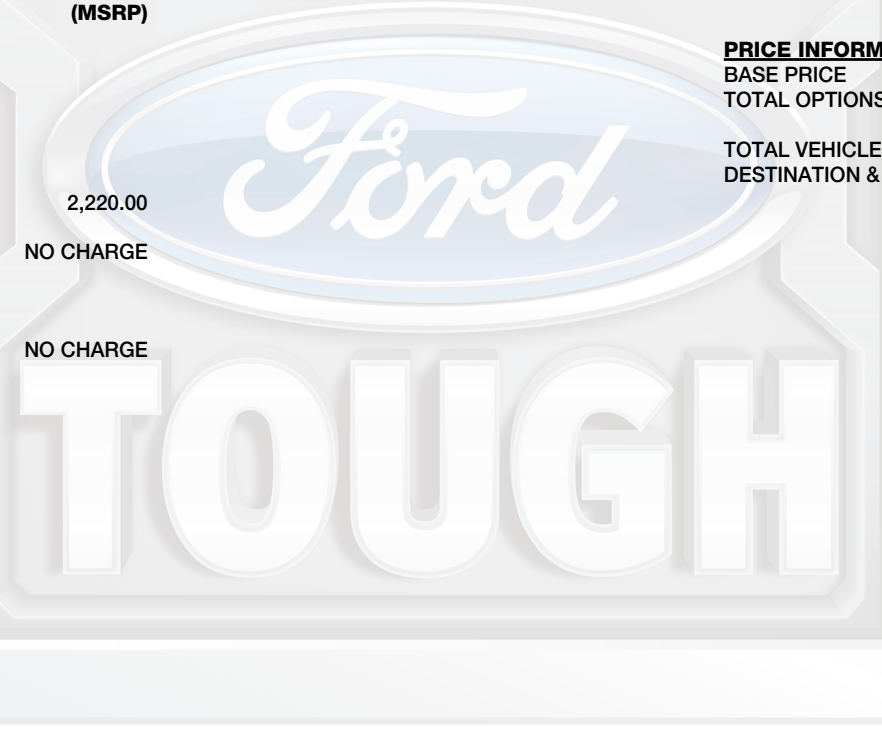 (MSRP)
2,220.00
NO CHARGE
NO CHARGE
PRICE INFORM
BASE PRICE
TOTAL OPTIONS
TOTAL VEHICLE
DESTINATION &
Ford
TOUGH